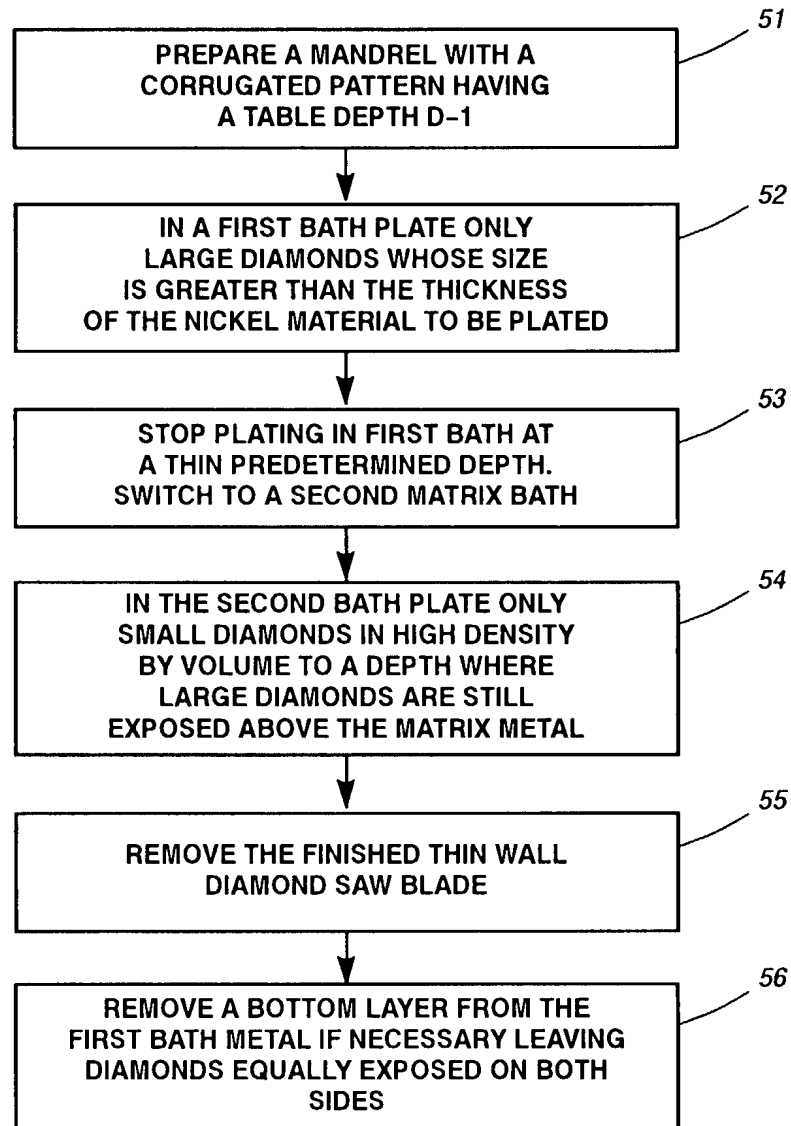 51
PREPARE A MANDREL WITH A
CORRUGATED PATTERN HAVING
A TABLE DEPTH D-1
52
IN A FIRST BATH PLATE ONLY
LARGE DIAMONDS WHOSE SIZE
IS GREATER THAN THE THICKNESS
OF THE NICKEL MATERIAL TO BE PLATED
53
STOP PLATING IN FIRST BATH AT
A THIN PREDETERMINED DEPTH.
SWITCH TO A SECOND MATRIX BATH
54
IN THE SECOND BATH PLATE ONLY
SMALL DIAMONDS IN HIGH DENSITY
BY VOLUME TO A DEPTH WHERE
LARGE DIAMONDS ARE STILL
EXPOSED ABOVE THE MATRIX METAL
55
REMOVE THE FINISHED THIN WALL
DIAMOND SAW BLADE
56
REMOVE A BOTTOM LAYER FROM THE
FIRST BATH METAL IF NECESSARY LEAVING
DIAMONDS EQUALLY EXPOSED ON BOTH
SIDES